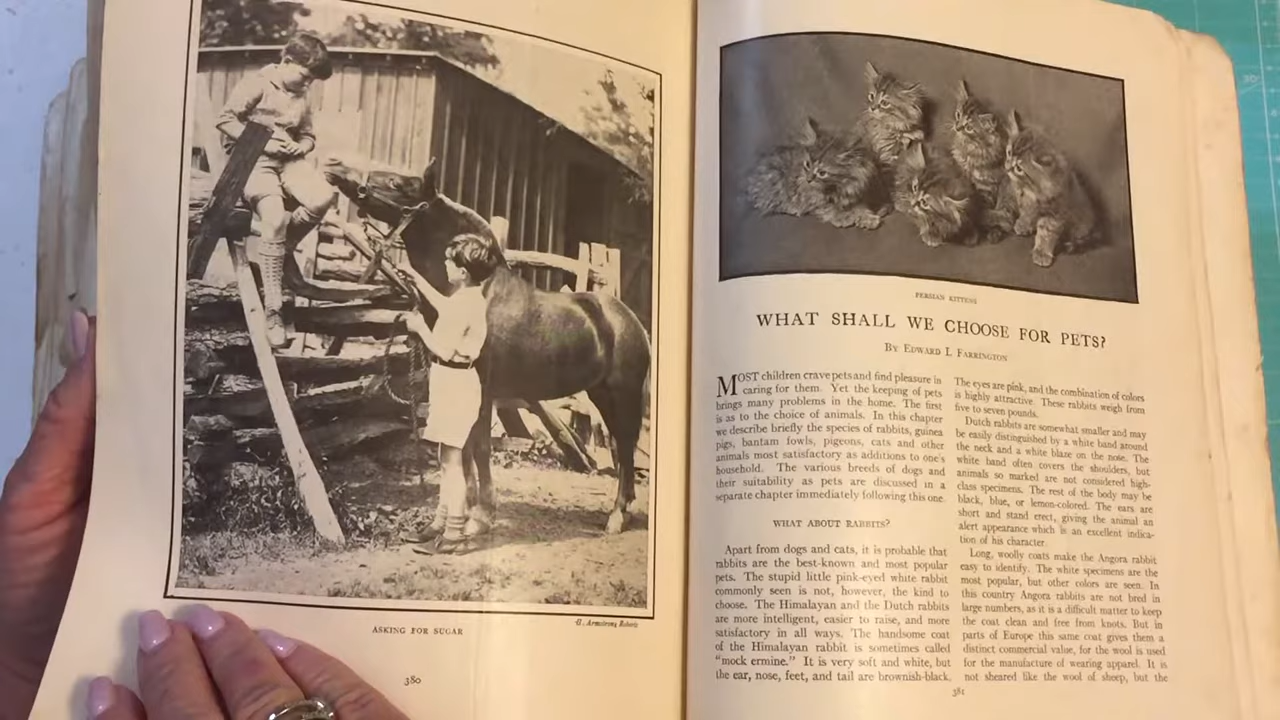 ASKING FOR SUGAR
H. Armstrong Roberts
380
PERSIAN KITTENS
WHAT SHALL WE CHOOSE FOR PETS?
BY EDWARD I. FARRINGTON
MOST children crave pets and find pleasure in
caring for them. Yet the keeping of pets
brings many problems in the home. The first
is as to the choice of animals. In this chapter
we describe briefly the species of rabbits, guinea
pigs, bantam fowls, pigeons, cats and other
animals most satisfactory as additions to one's
household. The various breeds of dogs and
their suitability as pets are discussed in a
separate chapter immediately following this one.
WHAT ABOUT RABBITS?
Apart from dogs and cats, it is probable that
rabbits are the best-known and most popular
pets. The stupid little pink-eyed white rabbit
commonly seen is not, however, the kind to
choose. The Himalayan and the Dutch rabbits
are more intelligent, easier to raise, and more
satisfactory in all ways. The handsome coat
of the Himalayan rabbit is sometimes called
"mock ermine." It is very soft and white, but
the ear, nose, feet, and tail are brownish-black.
The eyes are pink, and the combination of colors
is highly attractive. These rabbits weigh from
five to seven pounds.
Dutch rabbits are somewhat smaller and may
be easily distinguished by a white band around
the neck and a white blaze on the nose. The
white band often covers the shoulders, but
animals so marked are not considered high-
class specimens. The rest of the body may be
black, blue, or lemon-colored. The ears are
short and stand erect, giving the animal an
alert appearance which is an excellent indica-
tion of his character.
Long, woolly coats make the Angora rabbit
easy to identify. The white specimens are the
most popular, but other colors are seen. In
this country Angora rabbits are not bred in
large numbers, as it is a difficult matter to keep
the coat clean and free from knots. But in
parts of Europe this same coat gives them a
distinct commercial value, for the wool is used
for the manufacture of wearing apparel. It is
not sheared like the wool of sheep, but the
381